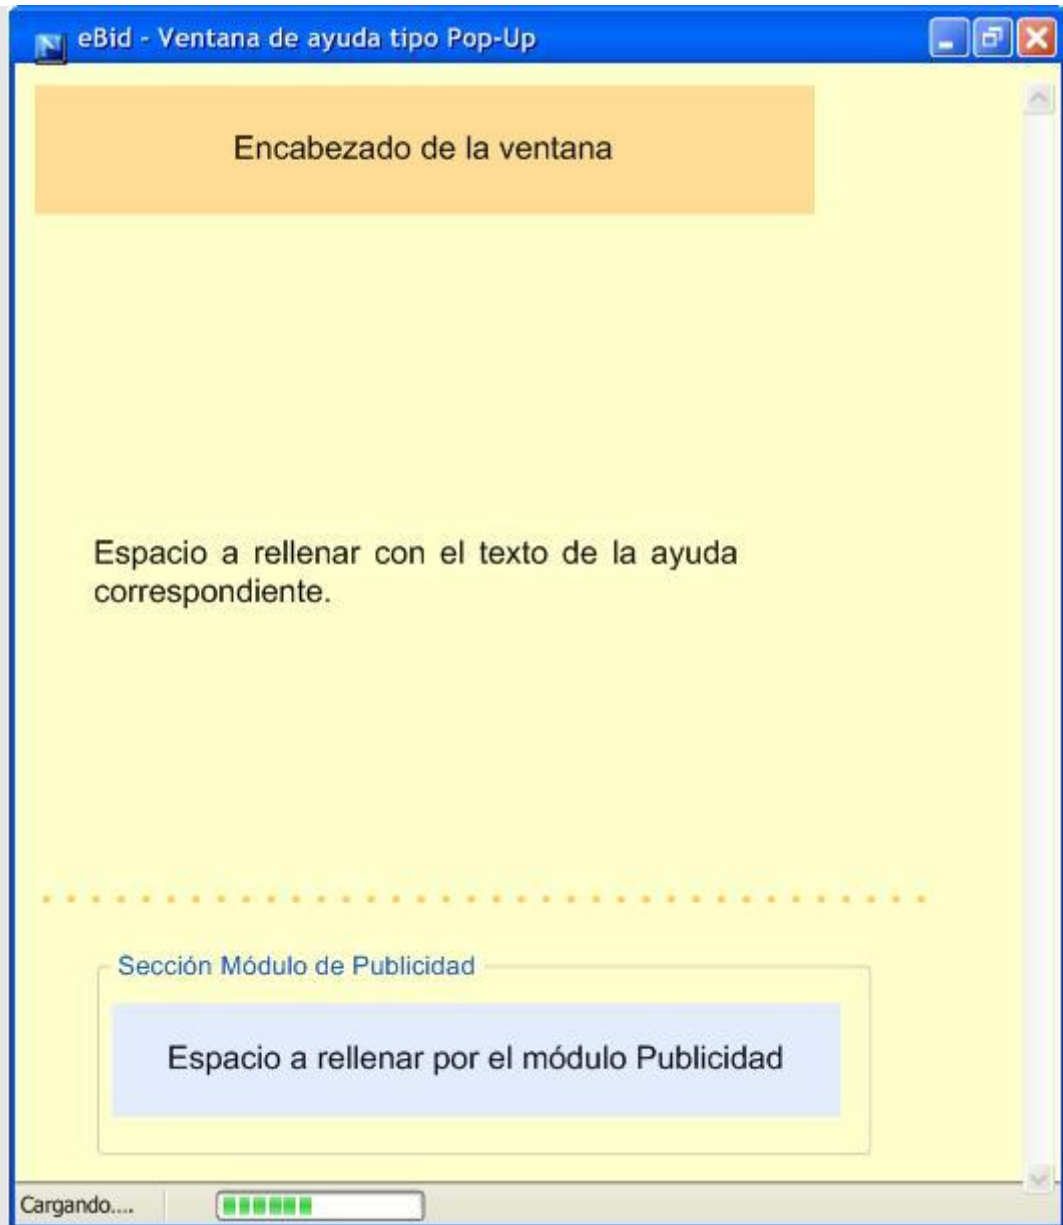 eBid - Ventana de ayuda tipo Pop-Up
Encabezado de la ventana
Espacio a rellenar con el texto de la ayuda
correspondiente.
Sección Módulo de Publicidad
Espacio a rellenar por el módulo Publicidad
Cargando....